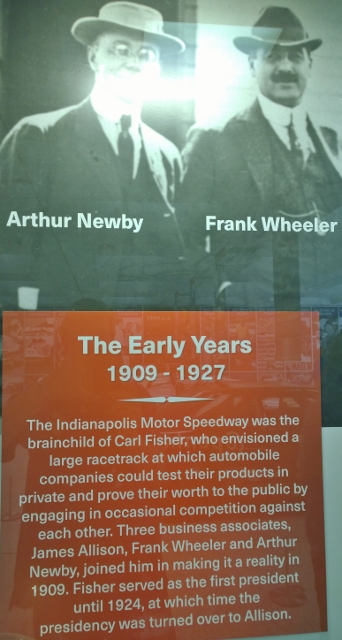 Arthur Newby
Frank Wheeler
The Early Years
1909 - 1927
The Indianapolis Motor Speedway was the
brainchild of Carl Fisher, who envisioned a
large racetrack at which automobile
companies could test their products in
private and prove their worth to the public by
engaging in occasional competition against
each other. Three business associates,
James Allison, Frank Wheeler and Arthur
Newby, joined him in making it a reality in
1909. Fisher served as the first president
until 1924, at which time the
presidency was turned over to Allison.